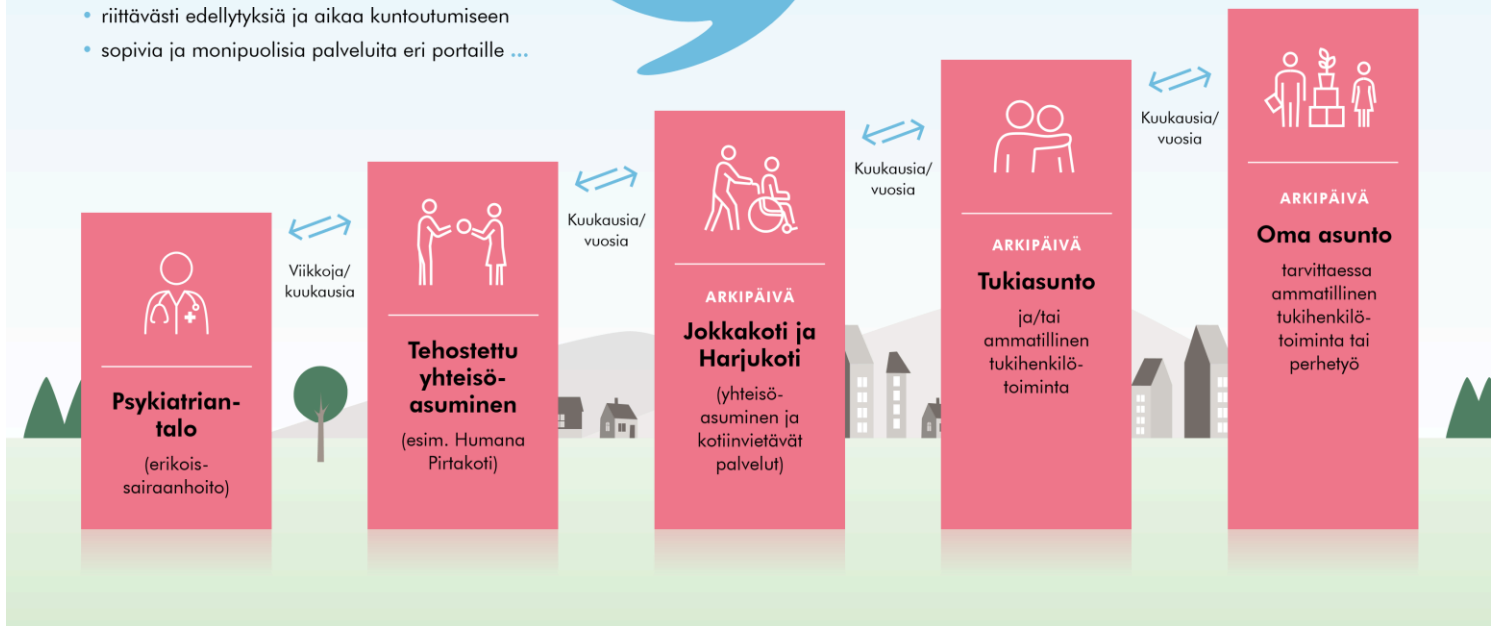 • riittävästi edellytyksiä ja aikaa kuntoutumiseen
• sopivia ja monipuolisia palveluita eri portaille ...
Psykiatrian-
talo
(erikois-
sairaanhoito)
Viikkoja/
kuukausia
Tehostettu
yhteisö-
asuminen
(esim. Humana
Pirtakoti)
Kuukausia/
vuosia
ARKIPÄIVÄ
Jokkakoti ja
Harjukoti
(yhteisö-
asuminen ja
kotiinvietävät
palvelut)
Kuukausia/
vuosia
ARKIPÄIVÄ
Tukiasunto
ja/tai
ammatillinen
tukihenkilö-
toiminta
Kuukausia/
vuosia
ARKIPÄIVÄ
Oma asunto
tarvittaessa
ammatillinen
tukihenkilö-
toiminta tai
perhetyö